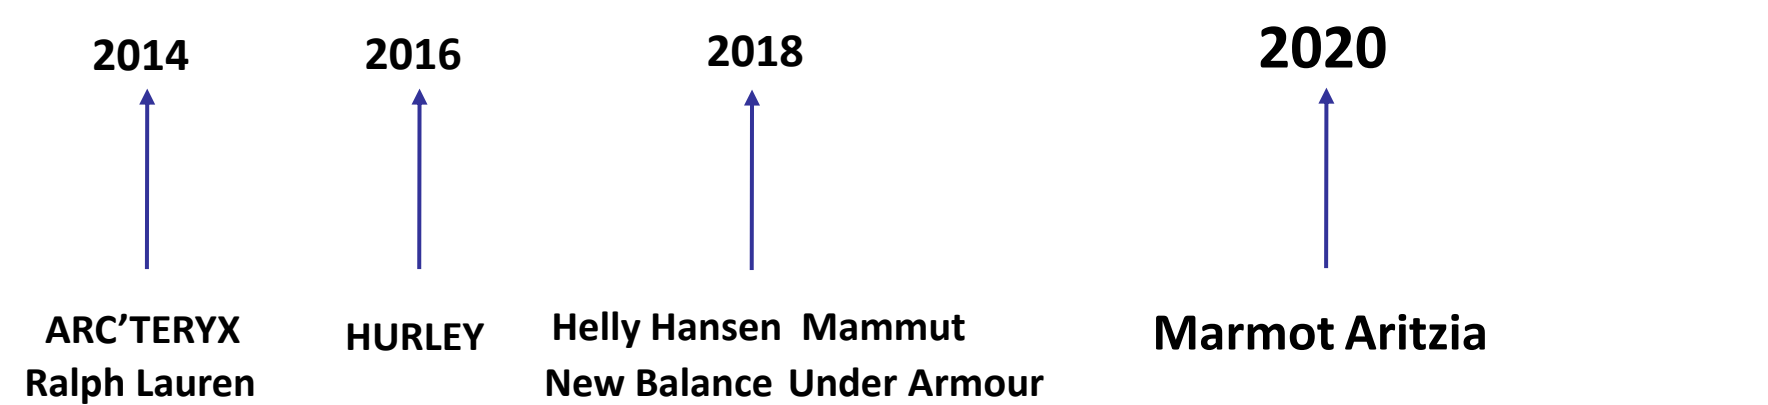 2014 2016 2018 2020
ARC’TERYX HURLEY Helly Hansen Mammut Marmot Aritzia
Ralph Lauren New Balance Under Armour